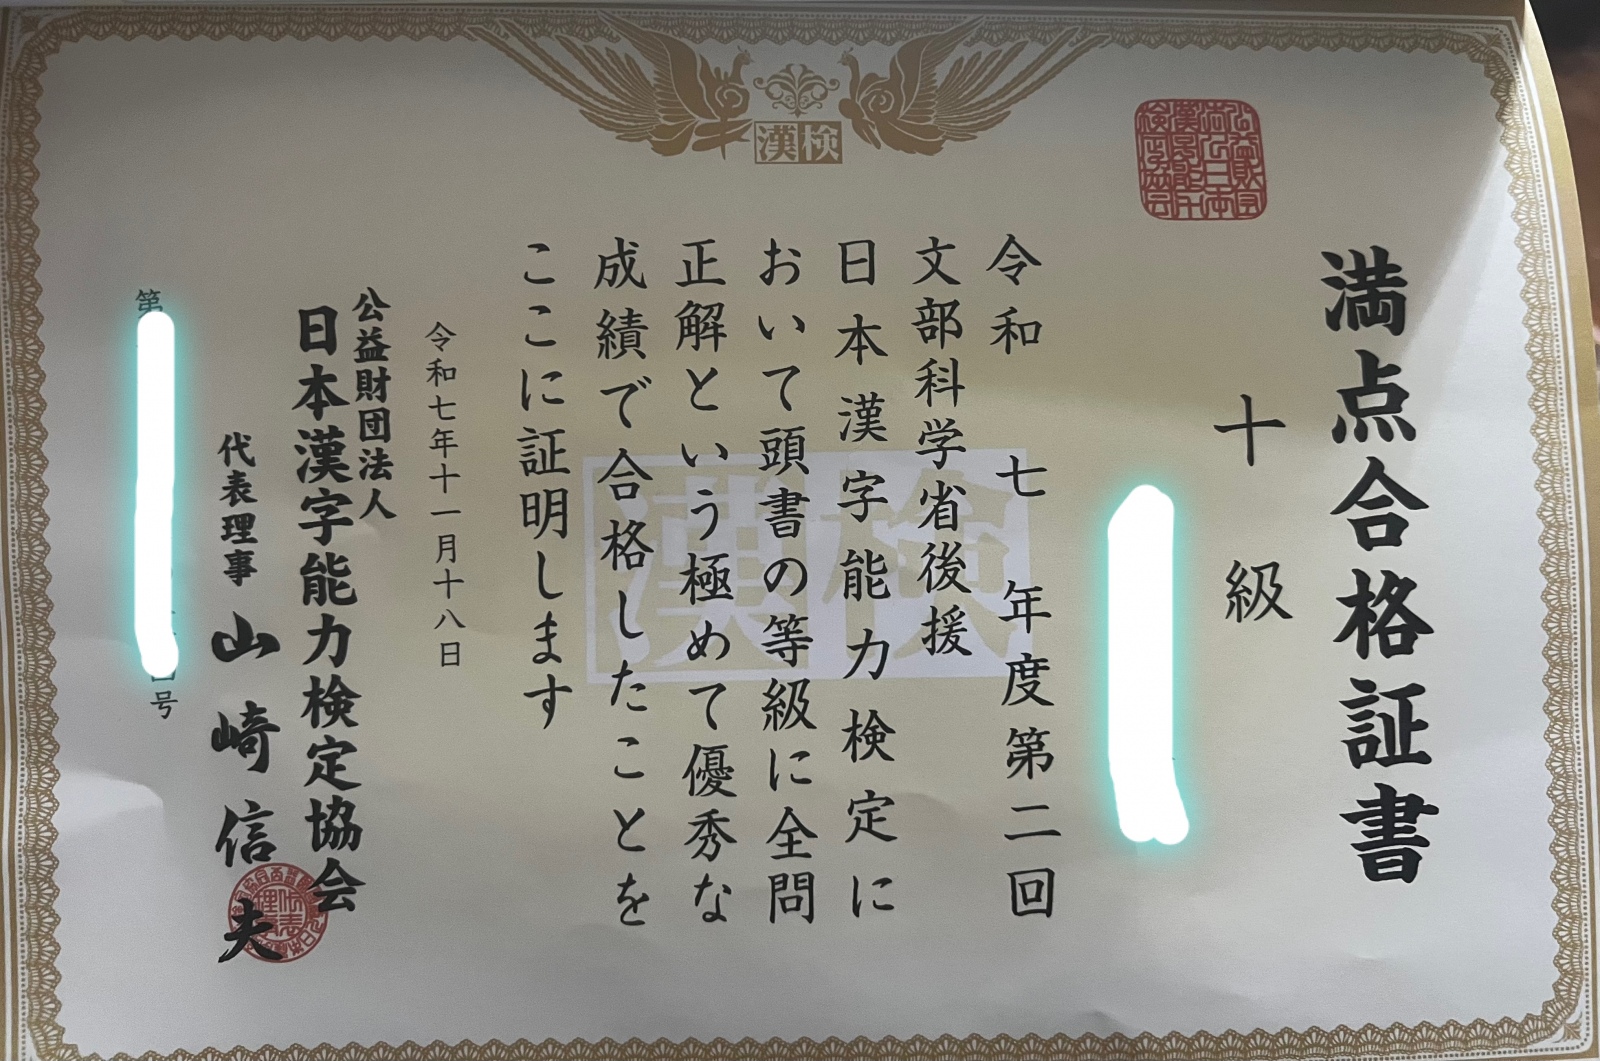 漢検
満点合格証書
十級
令和七年度第二回
文部科学省後援
日本漢字能力検定に
おいて頭書の等級に全問
正解という極めて優秀な
成績で合格したことを
ここに証明します
令和七年十一月十八日
公益財団法人
日本漢字能力検定協会
代表理事 山崎信夫
第
号
漢検